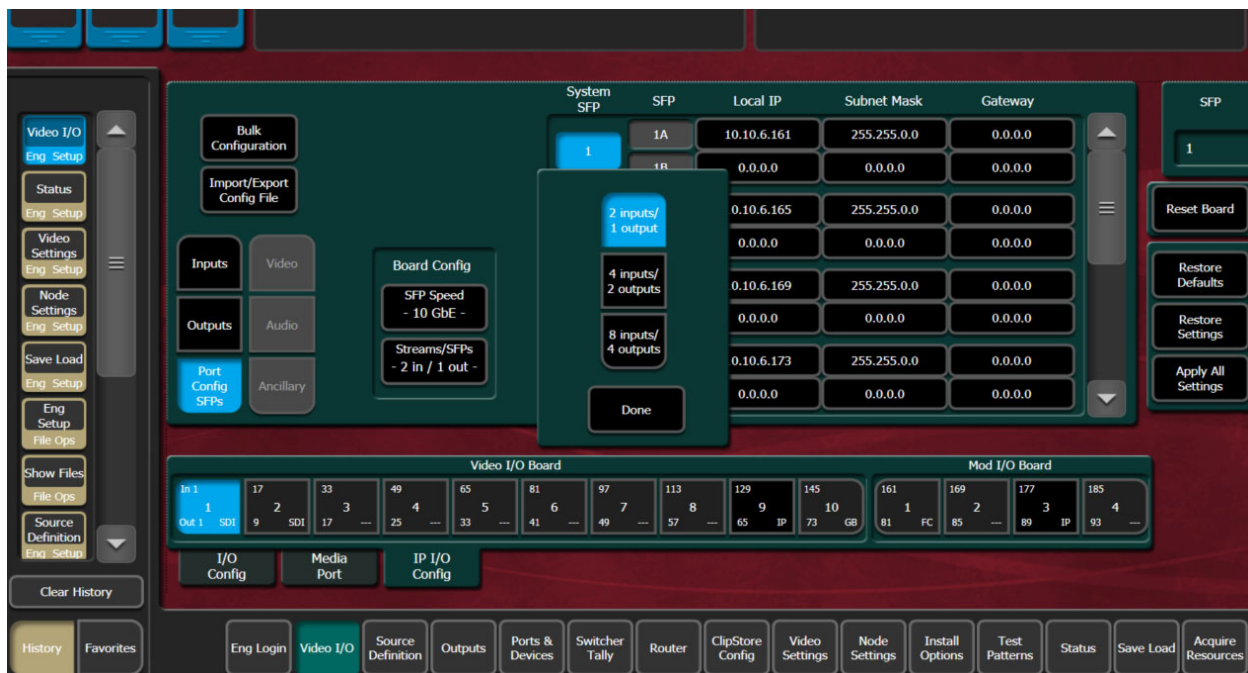 System SFP
SFP
Local IP
Subnet Mask
Gateway
SFP
Video I/O
Eng Setup
Status
Eng Setup
Video
Settings
Eng Setup
Node
Settings
Eng Setup
Save Load
Eng Setup
Eng
Setup
File Ops
Show Files
File Ops
Source
Definition
Eng Setup
Clear History
History
Favorites
Bulk
Configuration
Import/Export
Config File
Inputs
Video
Outputs
Audio
Port
Config
SFPs
Ancillary
Board Config
SFP Speed
- 10 GbE -
Streams/SFPs
- 2 in / 1 out -
1
1A
10.10.6.161
255.255.0.0
0.0.0.0
1B
0.0.0.0
0.0.0.0
0.0.0.0
0.10.6.165
255.255.0.0
0.0.0.0
0.0.0.0
0.0.0.0
0.0.0.0
0.10.6.169
255.255.0.0
0.0.0.0
0.0.0.0
0.0.0.0
0.0.0.0
0.10.6.173
255.255.0.0
0.0.0.0
0.0.0.0
0.0.0.0
0.0.0.0
2 inputs/
1 output
4 inputs/
2 outputs
8 inputs/
4 outputs
Done
1
Reset Board
Restore
Defaults
Restore
Settings
Apply All
Settings
Video I/O Board
In 1
1
Out 1 SDI
17
2
9 SDI
33
3
17 ---
49
4
25 ---
65
5
33 ---
81
6
41 ---
97
7
49 ---
113
8
57 ---
129
9
65 IP
145
10
73 GB
Mod I/O Board
161
1
81 FC
169
2
85 ---
177
3
89 IP
185
4
93 ---
I/O
Config
Media
Port
IP I/O
Config
Eng Login
Video I/O
Source
Definition
Outputs
Ports &
Devices
Switcher
Tally
Router
ClipStore
Config
Video
Settings
Node
Settings
Install
Options
Test
Patterns
Status
Save Load
Acquire
Resources